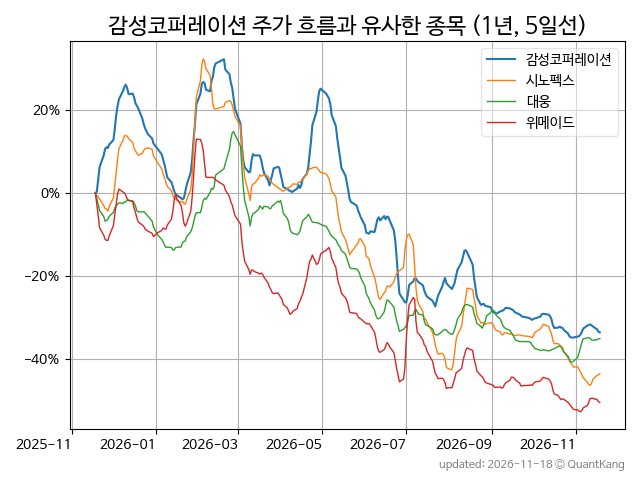 감성코퍼레이션 주가 흐름과 유사한 종목 (1년, 5일선)
감성코퍼레이션
시노펙스
대웅
위메이드
20%
0%
−20%
−40%
2025−11 2026−01 2026−03 2026−05 2026−07 2026−09 2026−11
updated: 2026-11-18 © QuantKang